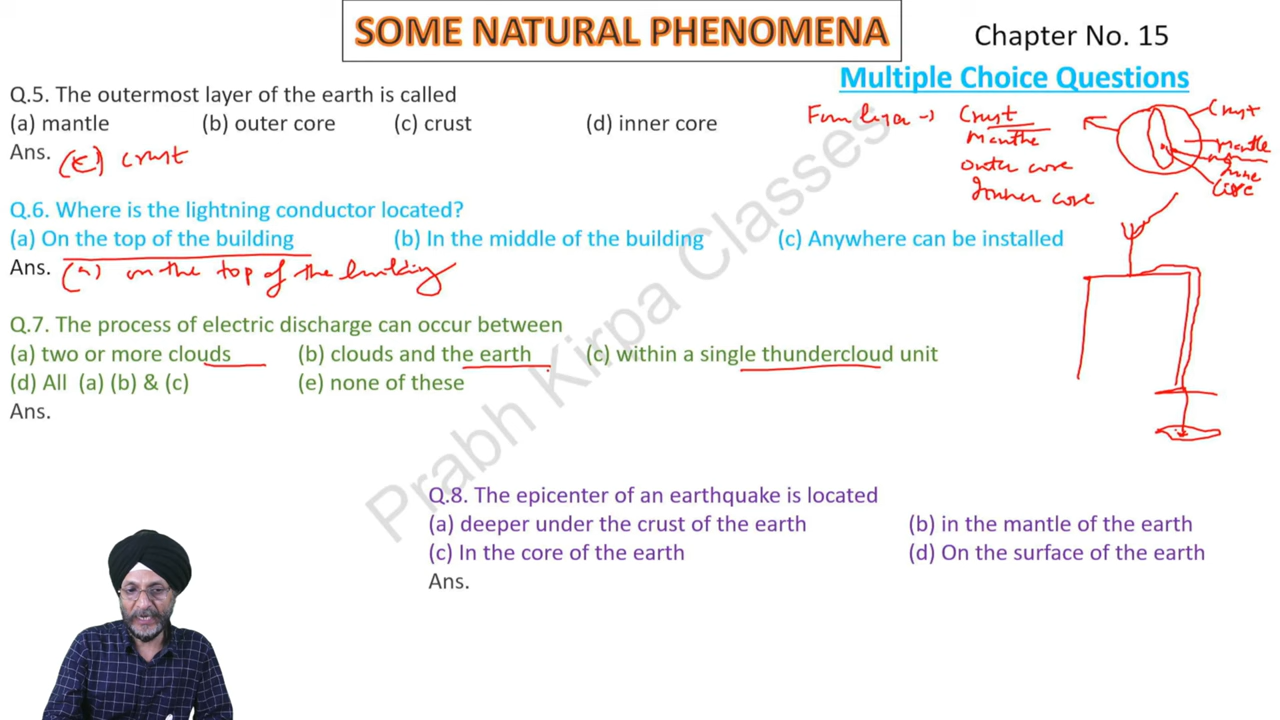 SOME NATURAL PHENOMENA
Chapter No. 15
Multiple Choice Questions
Q.5. The outermost layer of the earth is called
(a) mantle (b) outer core (c) crust (d) inner core
Ans. (c) crust
layer → Crust
Manthe
Outer core
Inner core
Crust
Mantle
Inne
Core
Q.6. Where is the lightning conductor located?
(a) On the top of the building (b) In the middle of the building (c) Anywhere can be installed
Ans. (a) on the top of the building
Q.7. The process of electric discharge can occur between
(a) two or more clouds (b) clouds and the earth (c) within a single thundercloud unit
(d) All (a) (b) & (c) (e) none of these
Ans.
Prabh Kirpa Classes
Q.8. The epicenter of an earthquake is located
(a) deeper under the crust of the earth (b) in the mantle of the earth
(c) In the core of the earth (d) On the surface of the earth
Ans.